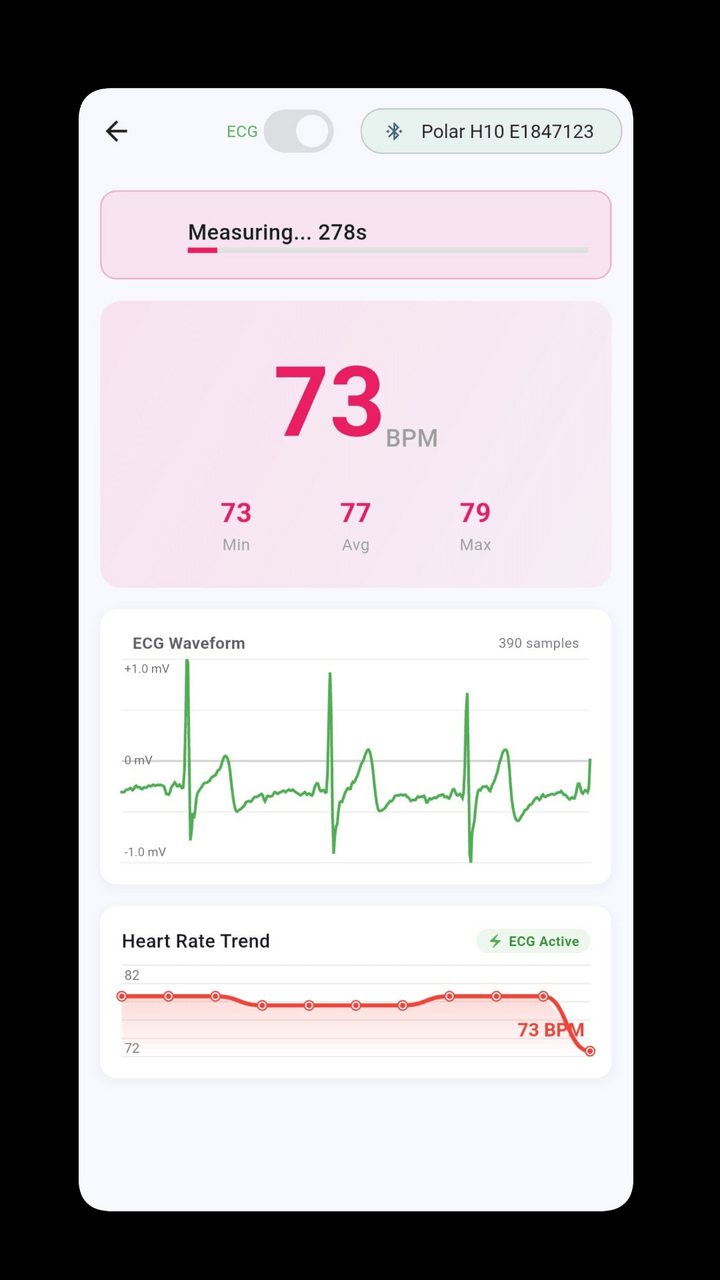 ECG
Polar H10 E1847123
Measuring... 278s
73 BPM
73 77 79
Min Avg Max
ECG Waveform 390 samples
+1.0 mV
0 mV
-1.0 mV
Heart Rate Trend ECG Active
82
73 BPM
72